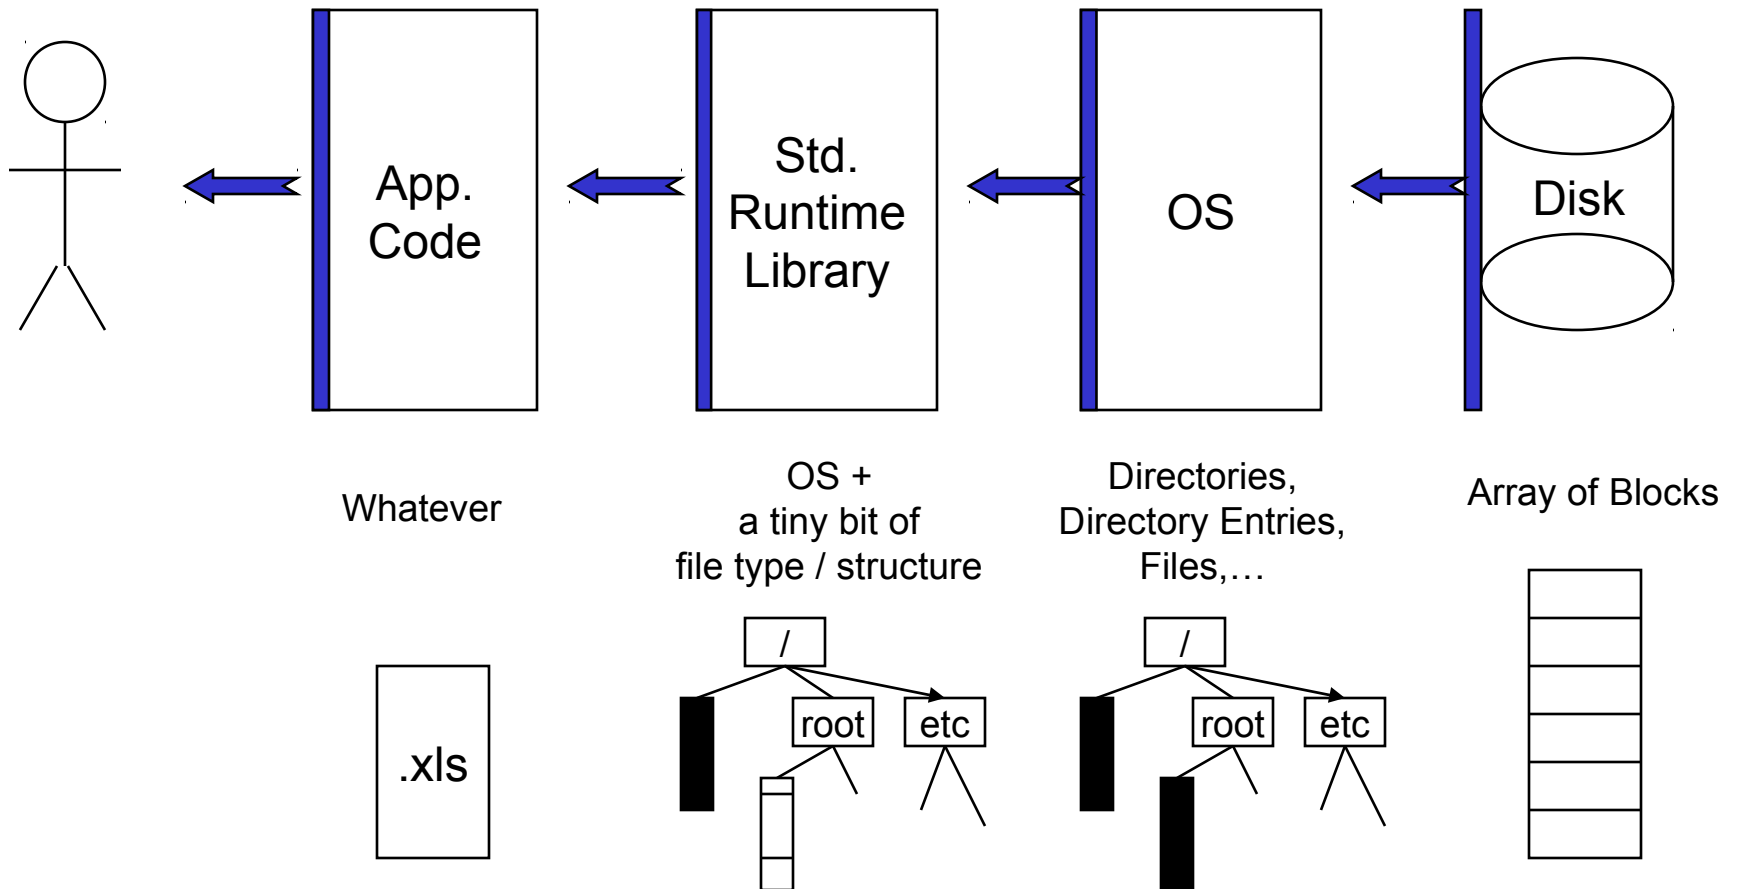 App.
Code
Std.
Runtime
Library
OS
Disk
Whatever
OS +
a tiny bit of
file type / structure
Directories,
Directory Entries,
Files,…
Array of Blocks
.xls
/
root
etc
/
root
etc